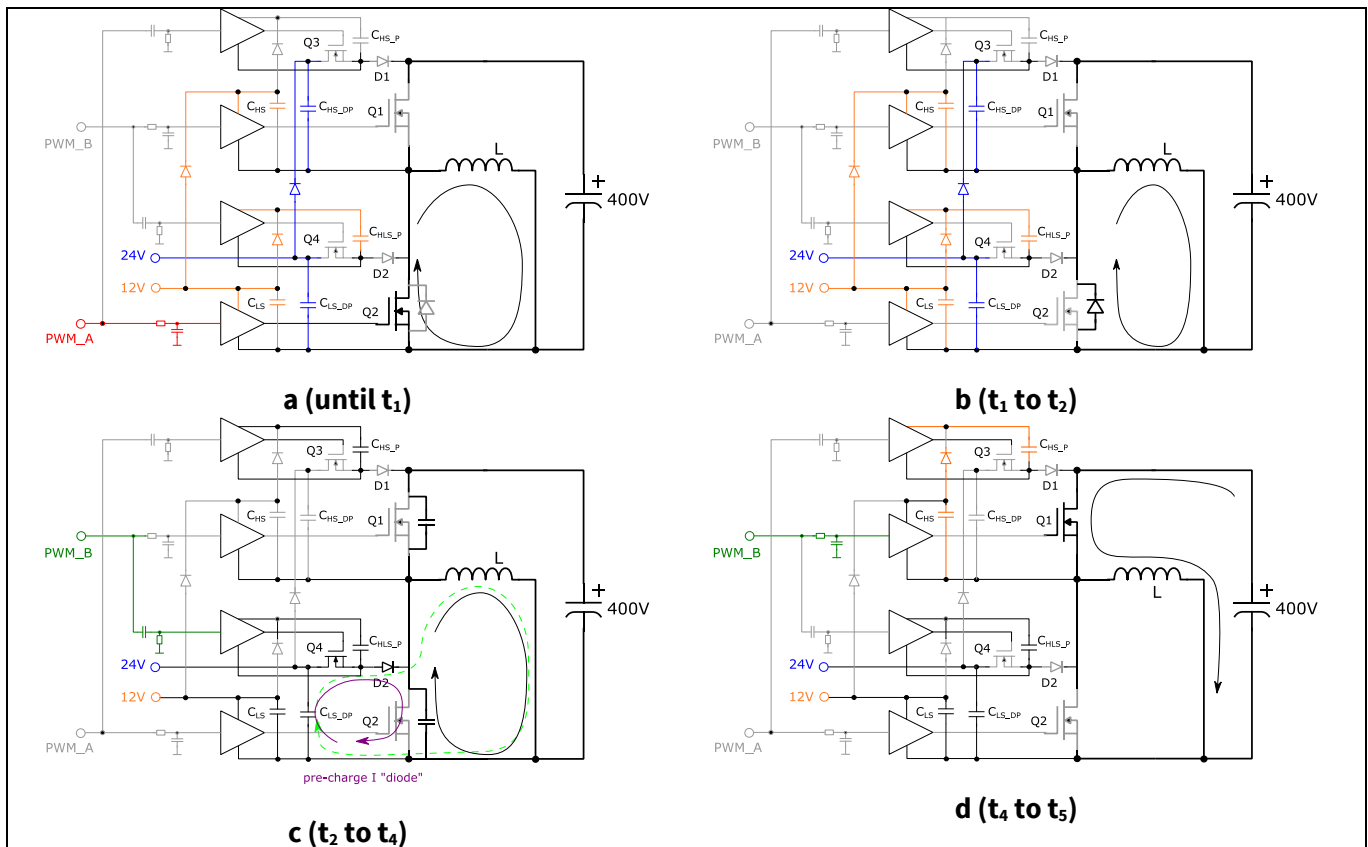 C_HS_P
Q3
D1
C_HS
C_HS_DP
Q1
PWM_B
L
+
400V
C_HLS_P
Q4
24V
D2
12V
C_LS
C_LS_DP
Q2
PWM_A
a (until t₁)
C_HS_P
Q3
D1
C_HS
C_HS_DP
Q1
PWM_B
L
+
400V
C_HLS_P
Q4
24V
D2
12V
C_LS
C_LS_DP
Q2
PWM_A
b (t₁ to t₂)
C_HS_P
Q3
D1
C_HS
C_HS_DP
Q1
PWM_B
L
+
400V
C_HLS_P
Q4
24V
D2
12V
C_LS
C_LS_DP
Q2
PWM_A
pre-charge I "diode"
c (t₂ to t₄)
C_HS_P
Q3
D1
C_HS
C_HS_DP
Q1
PWM_B
L
+
400V
C_HLS_P
Q4
24V
D2
12V
C_LS
C_LS_DP
Q2
PWM_A
d (t₄ to t₅)